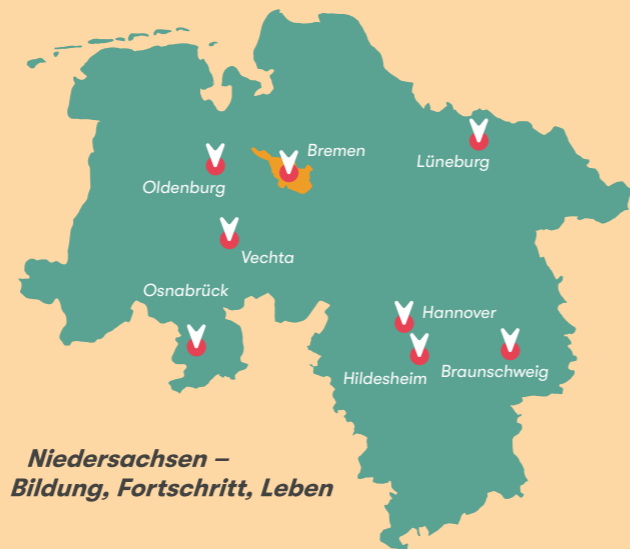 Bremen
Lüneburg
Oldenburg
Vechta
Osnabrück
Hannover
Hildesheim
Braunschweig
Niedersachsen –
Bildung, Fortschritt, Leben